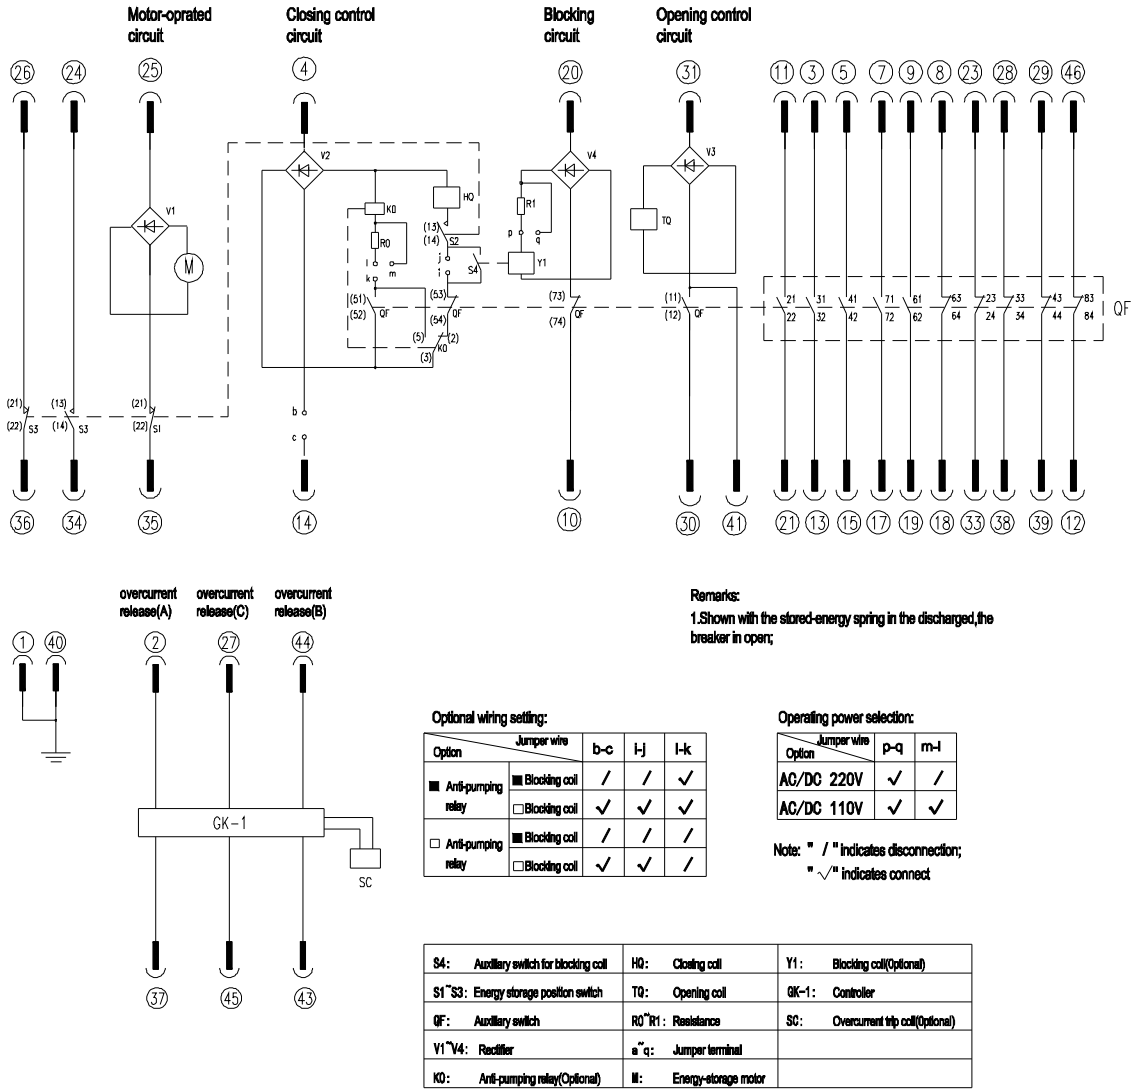 Motor-oprated
circuit
Closing control
circuit
Blocking
circuit
Opening control
circuit
26 24 25 4 20 31 11 3 5 7 9 8 23 28 29 46
V2 V4 V3
HQ
V1 K0 R1 TQ
(13)
(14) S2
R0 p q
M l m k j i S4 Y1
(51) (53) (73) (11) 21 31 41 71 61 63 23 33 43 83
(52) QF (54) QF (74) QF (12) QF 22 32 42 72 62 64 24 34 44 84 QF
(5) (2)
(3) K0
(21) (13) (21)
(22) S3 (14) S3 (22) S1
b
c
36 34 35 14 10 30 41 21 13 15 17 19 18 33 38 39 12
overcurrent
release(A)
overcurrent
release(C)
overcurrent
release(B)
1 40 2 27 44
GK-1
SC
37 45 43
Remarks:
1.Shown with the stored-energy spring in the discharged,the
breaker in open;
Optional wiring setting:
Jumper wire
Option b-c i-j l-k
■ Anti-pumping
relay
■ Blocking coil / / √
□ Blocking coil √ √ √
□ Anti-pumping
relay
■ Blocking coil / / /
□ Blocking coil √ √ /
Operating power selection:
Jumper wire
Option p-q m-l
AC/DC 220V √ /
AC/DC 110V √ √
Note: " / " indicates disconnection;
" √ " indicates connect
S4: Auxiliary switch for blocking coil HQ: Closing coil Y1: Blocking coil(Optional)
S1~S3: Energy storage position switch TQ: Opening coil GK-1: Controller
QF: Auxiliary switch R0~R1: Resistance SC: Overcurrent trip coil(Optional)
V1~V4: Rectifier a~q: Jumper terminal
K0: Anti-pumping relay(Optional) M: Energy-storage motor